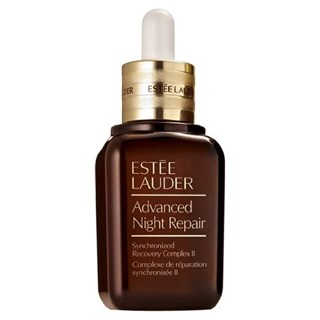 ESTĒE LAUDER
ESTĒE
LAUDER
Advanced
Night Repair
Synchronized
Recovery Complex II
Complexe de réparation
synchronisée II